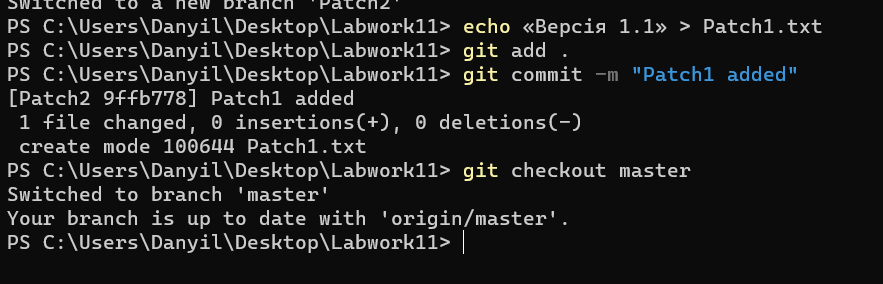 Switched to a new branch 'Patch2'
PS C:\Users\Danyil\Desktop\Labwork11> echo «Версія 1.1» > Patch1.txt
PS C:\Users\Danyil\Desktop\Labwork11> git add .
PS C:\Users\Danyil\Desktop\Labwork11> git commit -m "Patch1 added"
[Patch2 9ffb778] Patch1 added
 1 file changed, 0 insertions(+), 0 deletions(-)
 create mode 100644 Patch1.txt
PS C:\Users\Danyil\Desktop\Labwork11> git checkout master
Switched to branch 'master'
Your branch is up to date with 'origin/master'.
PS C:\Users\Danyil\Desktop\Labwork11>